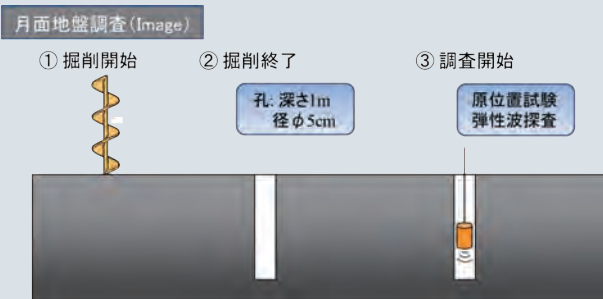 月面地盤調査(Image)
① 掘削開始
② 掘削終了
③ 調査開始
孔: 深さ1m
径φ5cm
原位置試験
弾性波探査